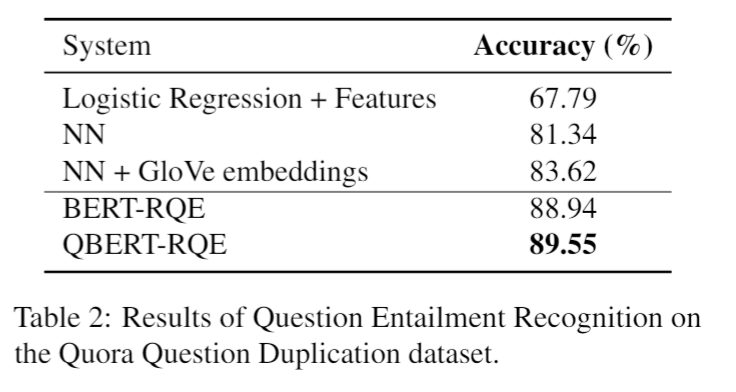 System Accuracy (%)
Logistic Regression + Features 67.79
NN 81.34
NN + GloVe embeddings 83.62
BERT-RQE 88.94
QBERT-RQE 89.55
Table 2: Results of Question Entailment Recognition on
the Quora Question Duplication dataset.